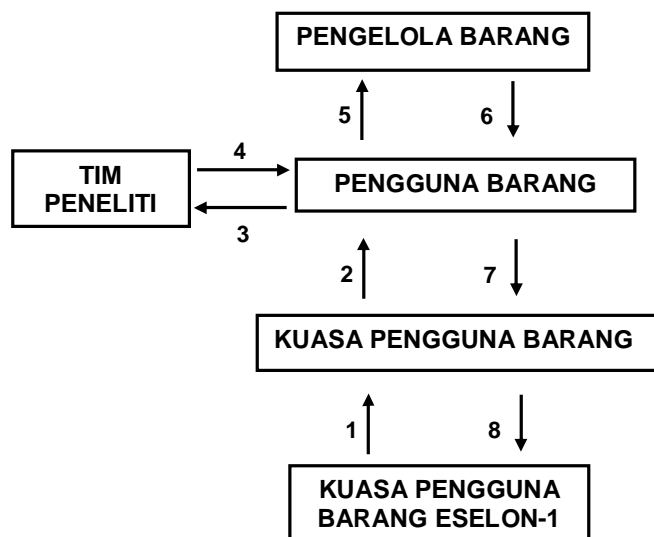 PENGELOLA BARANG
5 6
TIM
PENELITI
4
3
PENGGUNA BARANG
2 7
KUASA PENGGUNA BARANG
1 8
KUASA PENGGUNA
BARANG ESELON-1